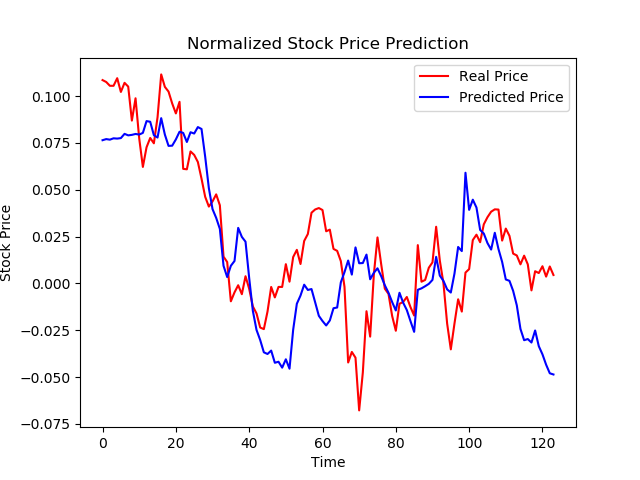 Normalized Stock Price Prediction
Real Price
Predicted Price
0.100
0.075
0.050
0.025
0.000
−0.025
−0.050
−0.075
Stock Price
0 20 40 60 80 100 120
Time